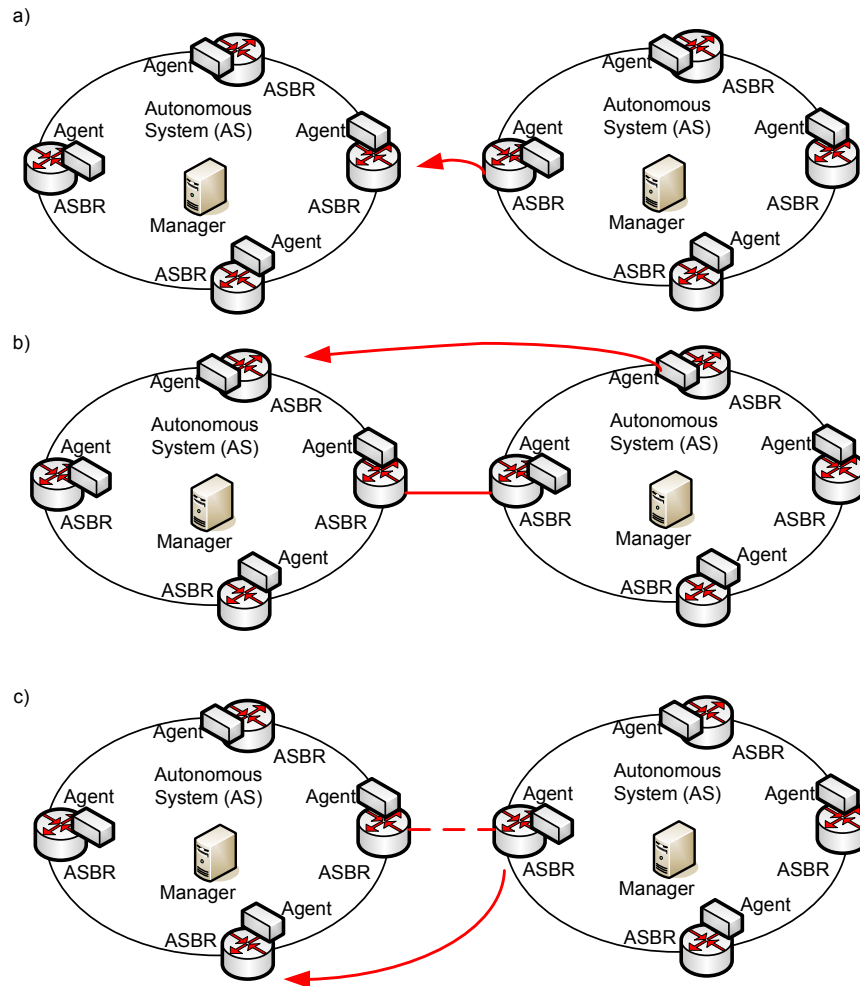 a)
Agent
ASBR
Autonomous
System (AS)
Agent
Agent
ASBR
ASBR
Manager
Agent
ASBR
Agent
ASBR
Autonomous
System (AS)
Agent
Agent
ASBR
ASBR
Manager
Agent
ASBR
b)
Agent
ASBR
Autonomous
System (AS)
Agent
Agent
ASBR
ASBR
Manager
Agent
ASBR
Agent
ASBR
Autonomous
System (AS)
Agent
Agent
ASBR
ASBR
Manager
Agent
ASBR
c)
Agent
ASBR
Autonomous
System (AS)
Agent
Agent
ASBR
ASBR
Manager
Agent
ASBR
Agent
ASBR
Autonomous
System (AS)
Agent
Agent
ASBR
ASBR
Manager
Agent
ASBR